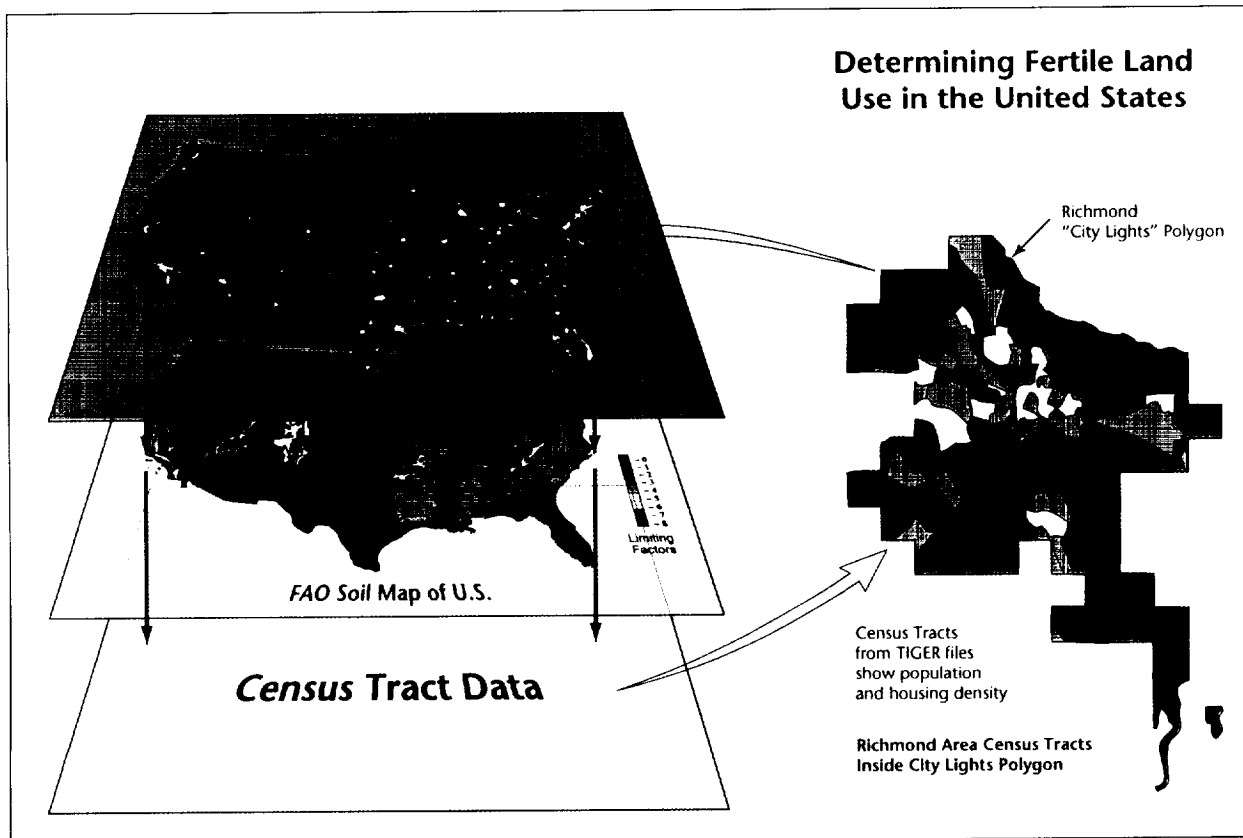 Determining Fertile Land
Use in the United States
Richmond
"City Lights" Polygon
Limiting
Factors
FAO Soil Map of U.S.
Census Tract Data
Census Tracts
from TIGER files
show population
and housing density
Richmond Area Census Tracts
Inside City Lights Polygon